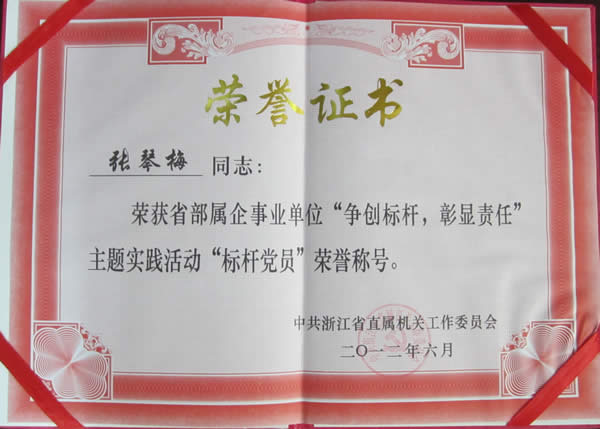 荣誉证书
张琴梅 同志：
荣获省部属企事业单位“争创标杆，彰显责任”
主题实践活动“标杆党员”荣誉称号。
中共浙江省直属机关工作委员会
二〇一二年六月